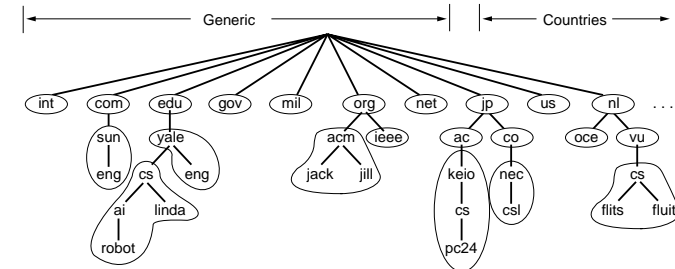 Generic Countries
int com edu gov mil org net jp us nl . . .
sun yale acm ieee ac co oce vu
eng cs eng jack jill keio nec cs
ai linda cs csl flits fluit
robot pc24